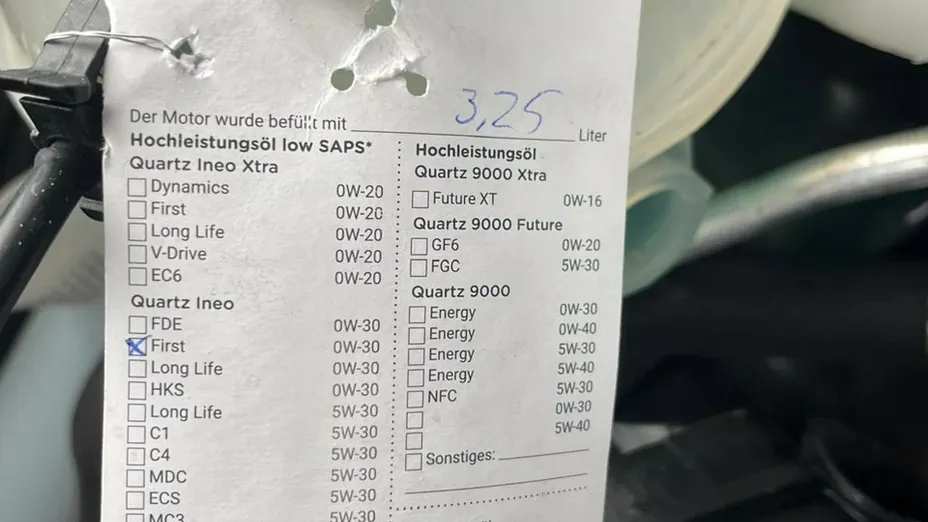 Der Motor wurde befüllt mit 3,25 Liter
Hochleistungsöl low SAPS*
Quartz Ineo Xtra
Dynamics 0W-20
First 0W-20
Long Life 0W-20
V-Drive 0W-20
EC6 0W-20
Quartz Ineo
FDE 0W-30
First 0W-30
Long Life 0W-30
HKS 0W-30
Long Life 5W-30
C1 5W-30
C4 5W-30
MDC 5W-30
ECS 5W-30
MC3 5W-30
Hochleistungsöl
Quartz 9000 Xtra
Future XT 0W-16
Quartz 9000 Future
GF6 0W-20
FGC 5W-30
Quartz 9000
Energy 0W-30
Energy 0W-40
Energy 5W-30
Energy 5W-40
NFC 5W-30
0W-30
5W-40
Sonstiges: